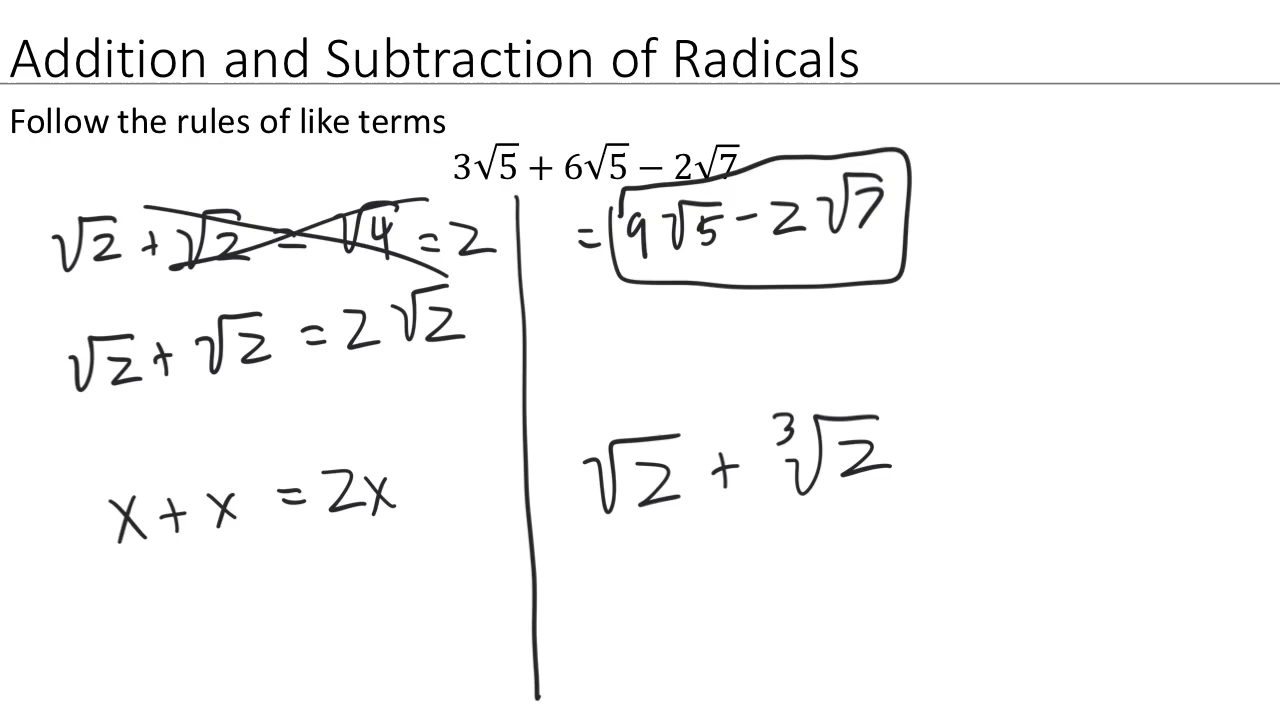 Addition and Subtraction of Radicals
Follow the rules of like terms
3√5 + 6√5 − 2√7
√2 + √2 = √4 = 2
= 9√5 − 2√7
√2 + √2 = 2√2
x + x = 2x
√2 + ³√2